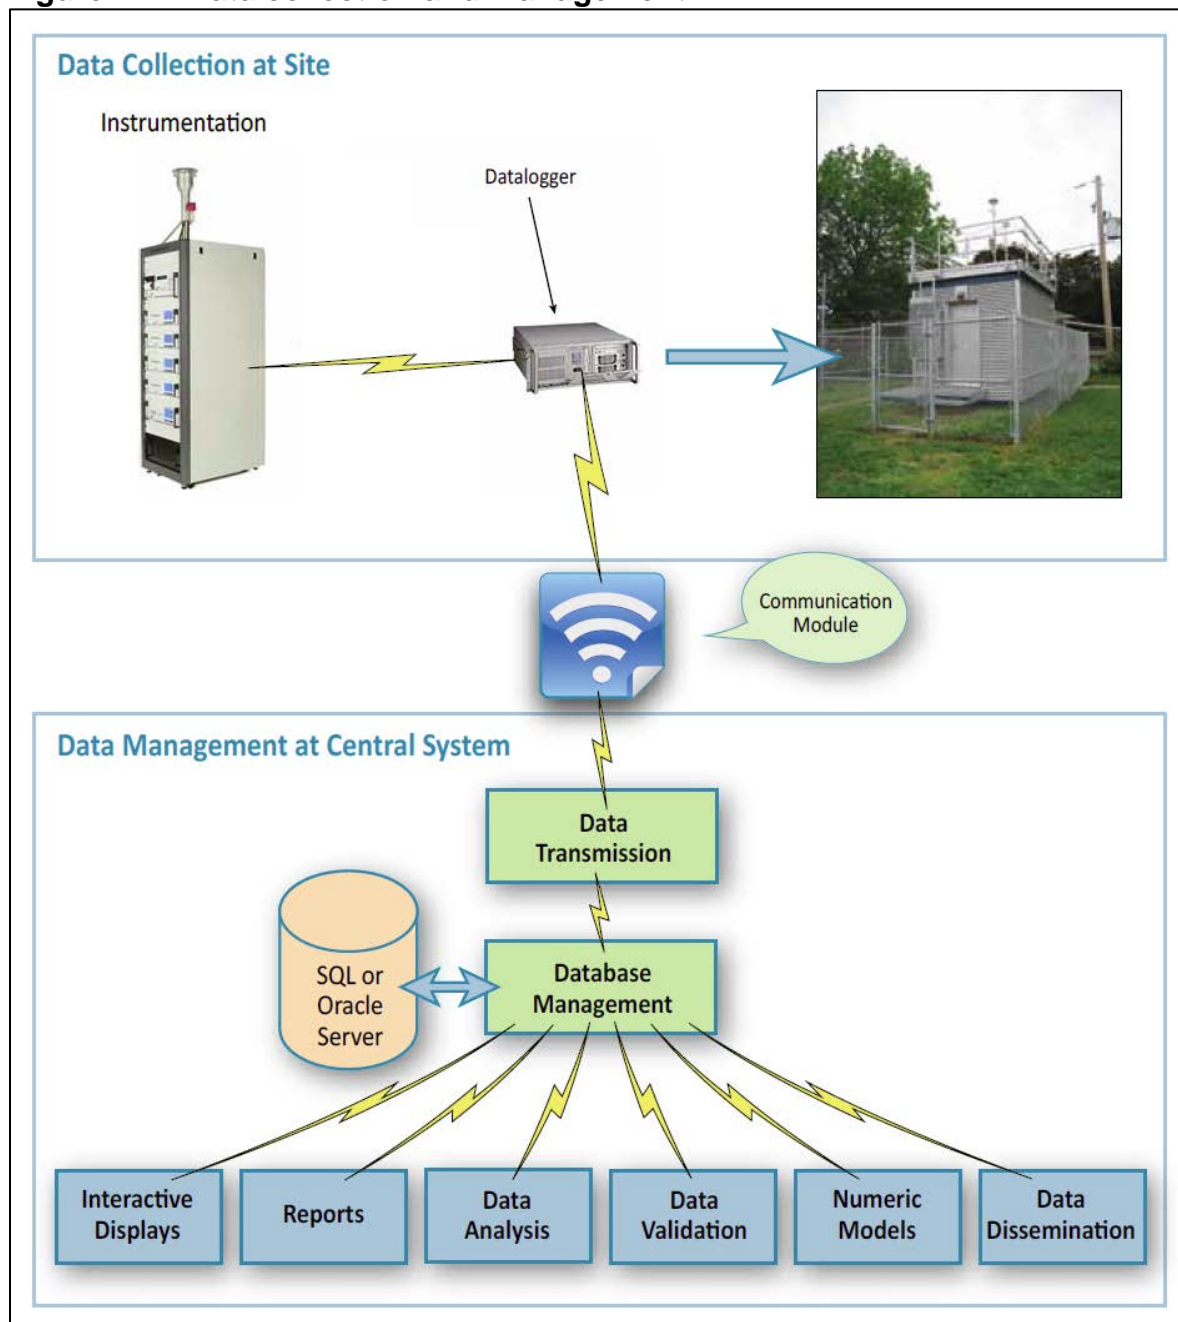 Data Collection at Site
Instrumentation
Datalogger
Communication
Module
Data Management at Central System
Data
Transmission
SQL or
Oracle
Server
Database
Management
Interactive
Displays
Reports
Data
Analysis
Data
Validation
Numeric
Models
Data
Dissemination